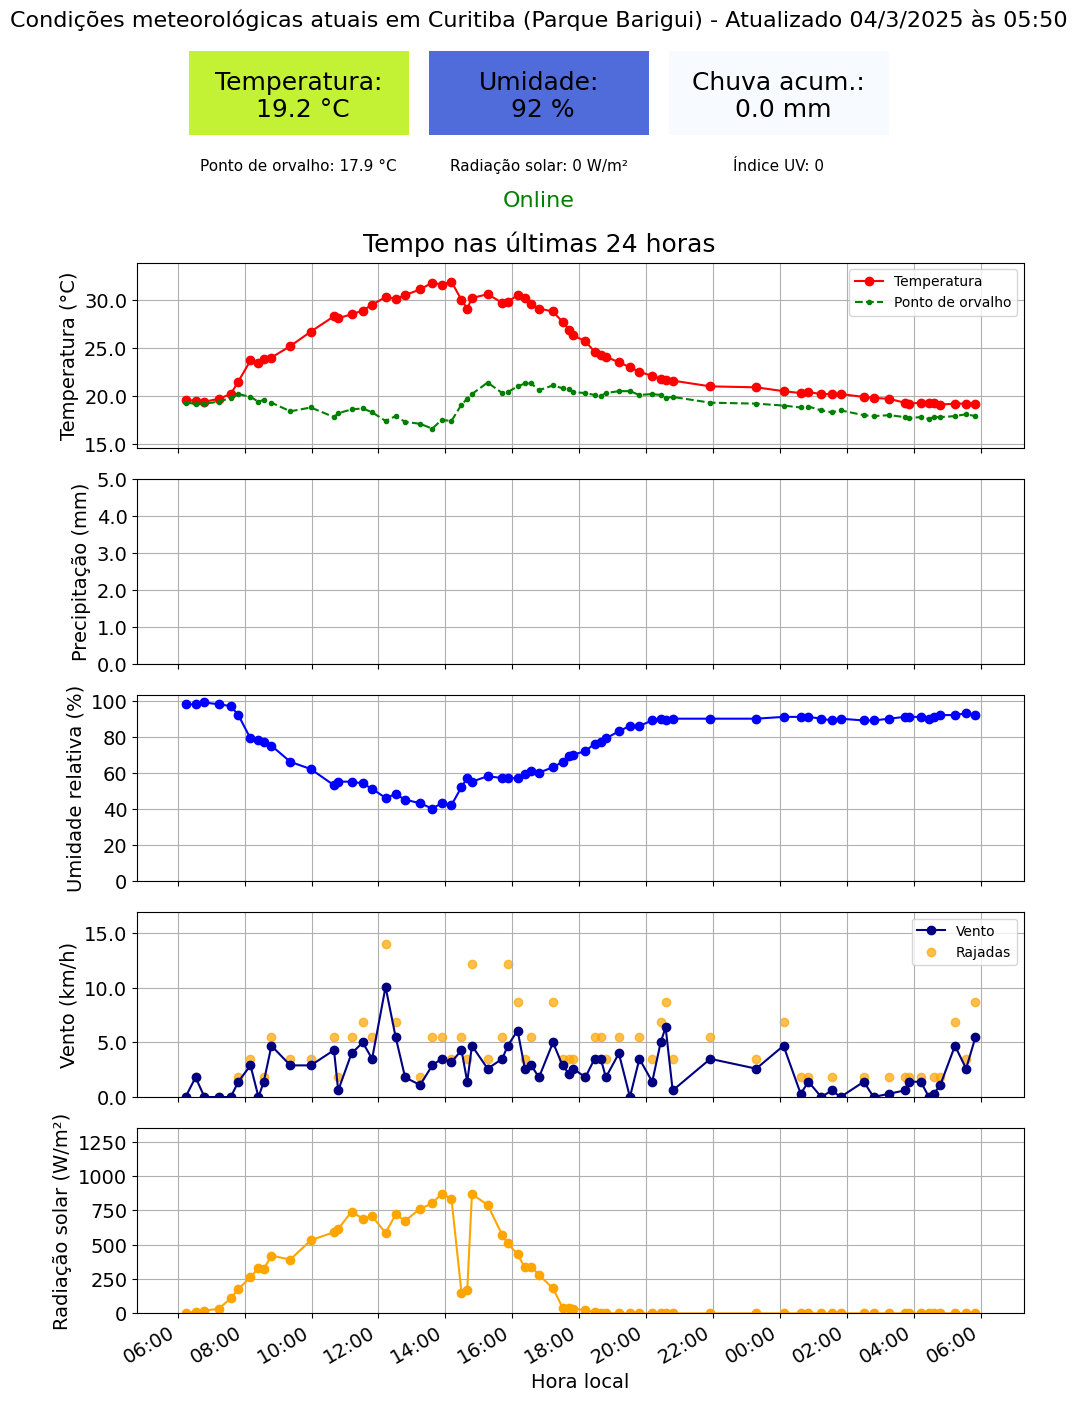 Condições meteorológicas atuais em Curitiba (Parque Barigui) - Atualizado 04/3/2025 às 05:50
Temperatura:
19.2 °C
Umidade:
92 %
Chuva acum.:
0.0 mm
Ponto de orvalho: 17.9 °C
Radiação solar: 0 W/m²
Índice UV: 0
Online
Tempo nas últimas 24 horas
Temperatura (°C)
30.0
25.0
20.0
15.0
Temperatura
Ponto de orvalho
Precipitação (mm)
5.0
4.0
3.0
2.0
1.0
0.0
Umidade relativa (%)
100
80
60
40
20
0
Vento (km/h)
15.0
10.0
5.0
0.0
Vento
Rajadas
Radiação solar (W/m²)
1250
1000
750
500
250
0
06:00 08:00 10:00 12:00 14:00 16:00 18:00 20:00 22:00 00:00 02:00 04:00 06:00
Hora local